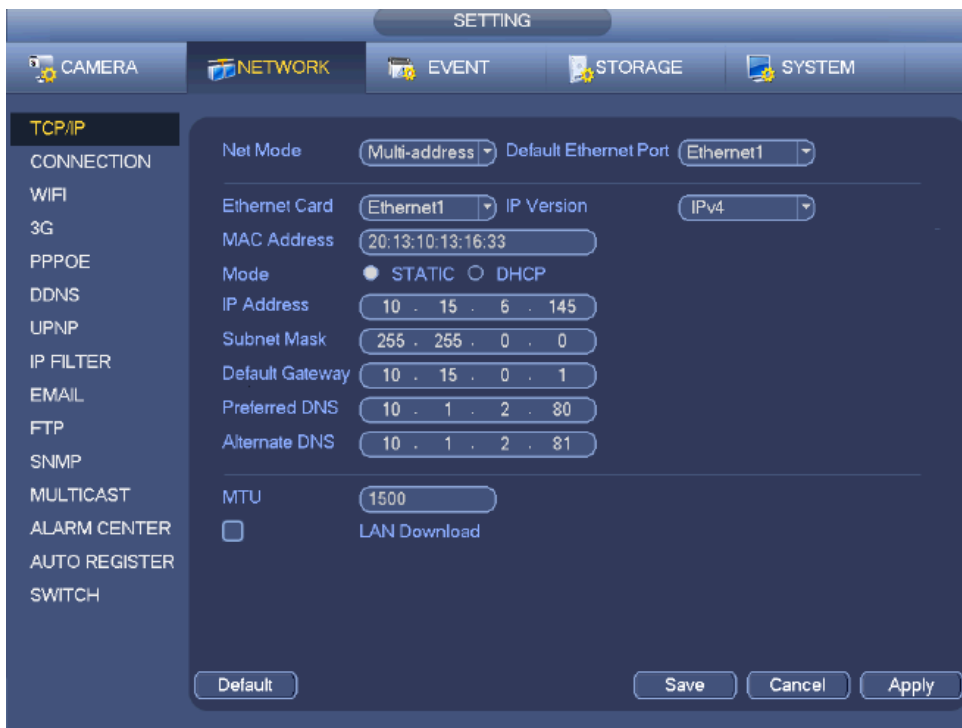 SETTING
CAMERA NETWORK EVENT STORAGE SYSTEM
TCP/IP
CONNECTION
WIFI
3G
PPPOE
DDNS
UPNP
IP FILTER
EMAIL
FTP
SNMP
MULTICAST
ALARM CENTER
AUTO REGISTER
SWITCH
Net Mode Multi-address Default Ethernet Port Ethernet1
Ethernet Card Ethernet1 IP Version IPv4
MAC Address 20:13:10:13:16:33
Mode STATIC DHCP
IP Address 10 . 15 . 6 . 145
Subnet Mask 255 . 255 . 0 . 0
Default Gateway 10 . 15 . 0 . 1
Preferred DNS 10 . 1 . 2 . 80
Alternate DNS 10 . 1 . 2 . 81
MTU 1500
LAN Download
Default Save Cancel Apply